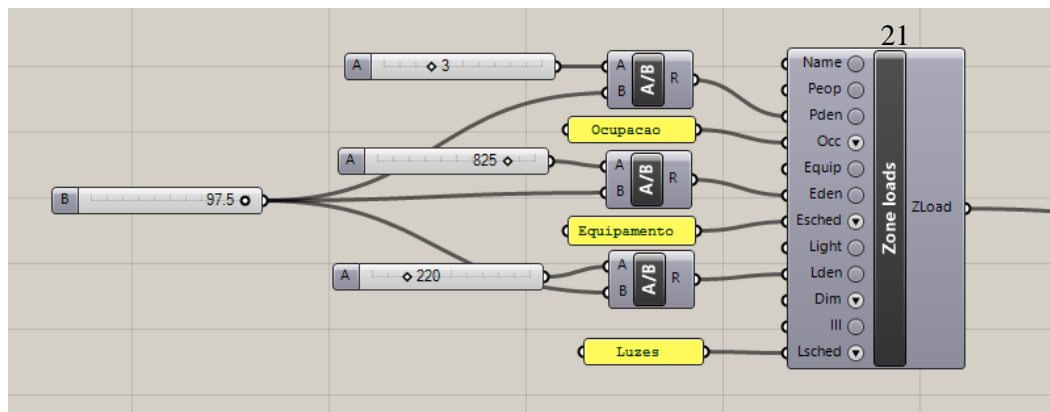 21
A 3
A
B
A/B
R
Ocupacao
A 825
A
B
A/B
R
B 97.5
Equipamento
A 220
A
B
A/B
R
Luzes
Name
Peop
Pden
Occ
Equip
Eden
Esched
Light
Lden
Dim
Ill
Lsched
Zone loads
ZLoad